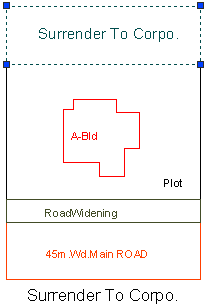 Surrender To Corpo.
A-Bld
Plot
RoadWidening
45m.Wd.Main ROAD
Surrender To Corpo.